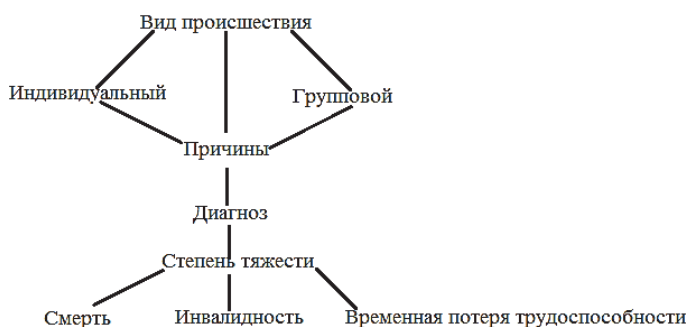 Вид происшествия
Индивидуальный
Групповой
Причины
Диагноз
Степень тяжести
Смерть
Инвалидность
Временная потеря трудоспособности